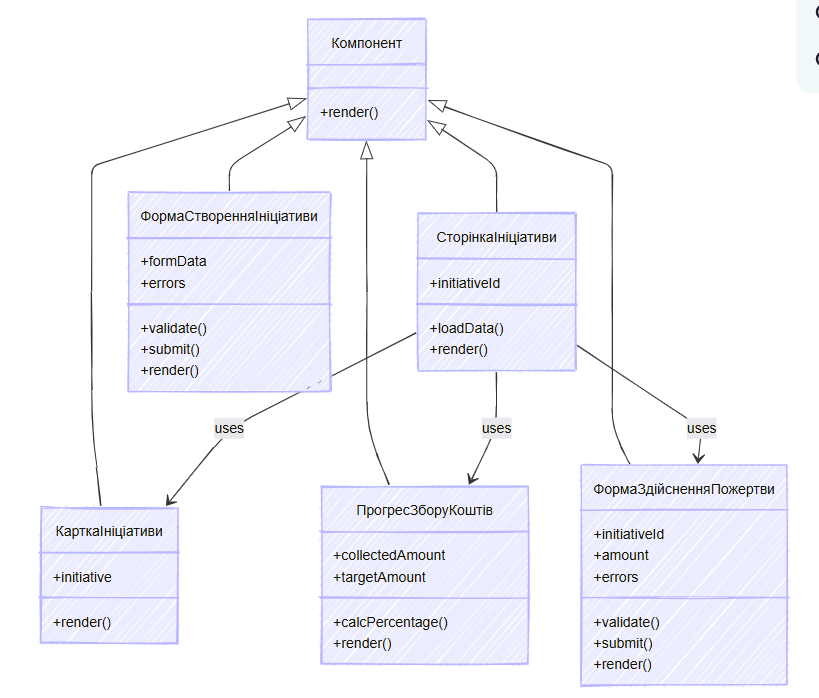 Компонент
+render()
ФормаСтворенняІніціативи
+formData
+errors
+validate()
+submit()
+render()
СторінкаІніціативи
+initiativeId
+loadData()
+render()
uses
uses
uses
КарткаІніціативи
+initiative
+render()
ПрогресЗборуКоштів
+collectedAmount
+targetAmount
+calcPercentage()
+render()
ФормаЗдійсненняПожертви
+initiativeId
+amount
+errors
+validate()
+submit()
+render()